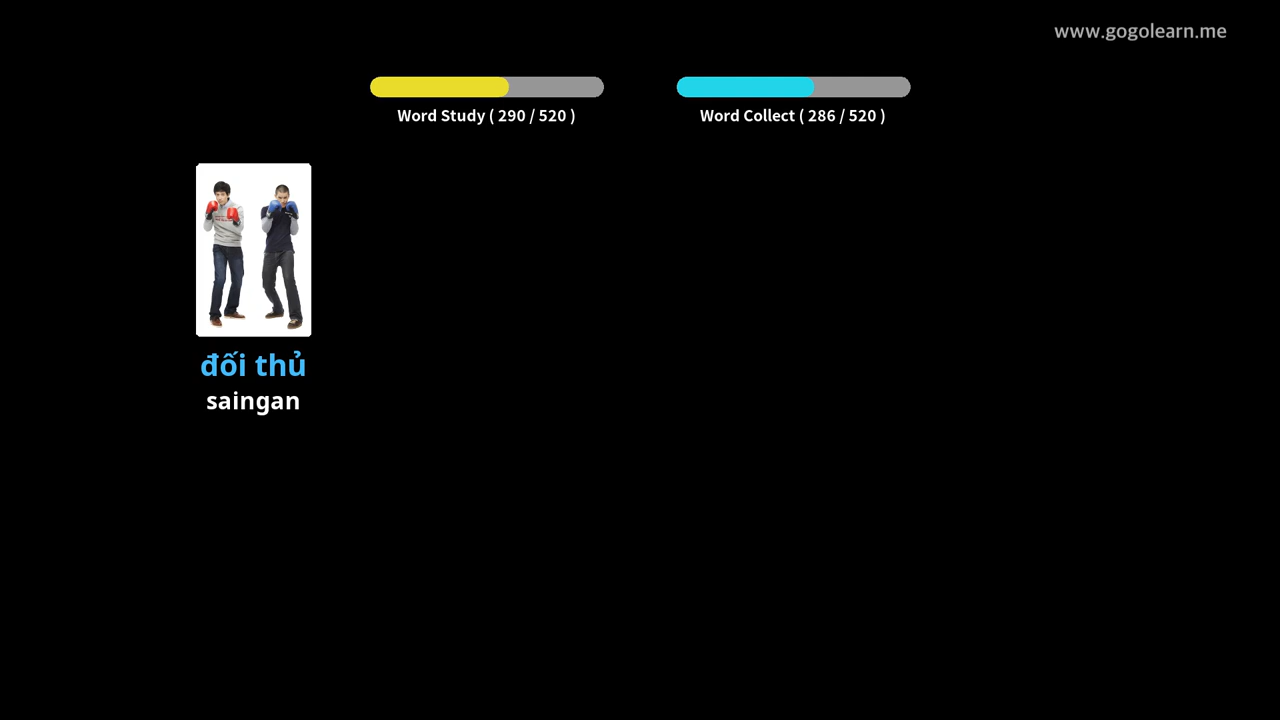 www.gogolearn.me
Word Study ( 290 / 520 )
Word Collect ( 286 / 520 )
đối thủ
saingan